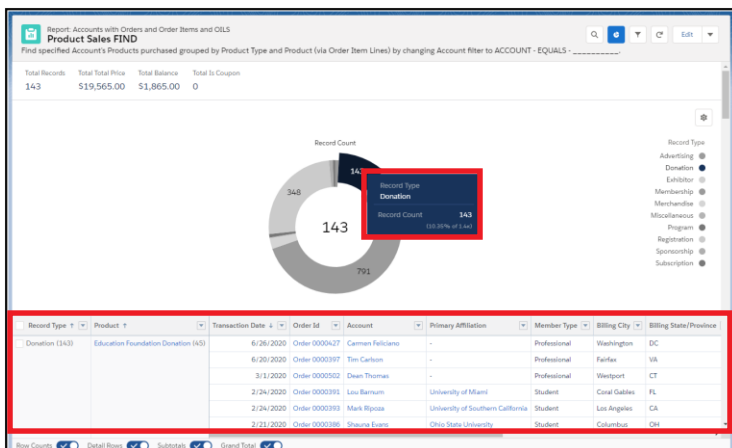 Report: Accounts with Orders and Order Items and OILS
Product Sales FIND
Edit
Find specified Account's Products purchased grouped by Product Type and Product (via Order Item Lines) by changing Account filter to ACCOUNT - EQUALS - __________.
Total Records Total Total Price Total Balance Total Is Coupon
143 $19,565.00 $1,865.00 0
Record Count
Record Type
Advertising
Donation
Exhibitor
Membership
Merchandise
Miscellaneous
Program
Registration
Sponsorship
Subscription
348
143
791
Record Type
Donation
Record Count 143
Record Type ↑ Product ↑ Transaction Date ↓ Order Id Account Primary Affiliation Member Type Billing City Billing State/Province
Donation (143) Education Foundation Donation (45) 6/26/2020 Order 0000427 Carmen Feliciano - Professional Washington DC
6/20/2020 Order 0000397 Tim Carlson - Professional Fairfax VA
3/1/2020 Order 0000502 Dean Thomas - Professional Westport CT
2/24/2020 Order 0000391 Lou Barnum University of Miami Student Coral Gables FL
2/24/2020 Order 0000393 Mark Ripoza University of Southern California Student Los Angeles CA
2/21/2020 Order 0000386 Shauna Evans Ohio State University Student Columbus OH
Row Counts Detail Rows Subtotals Grand Total